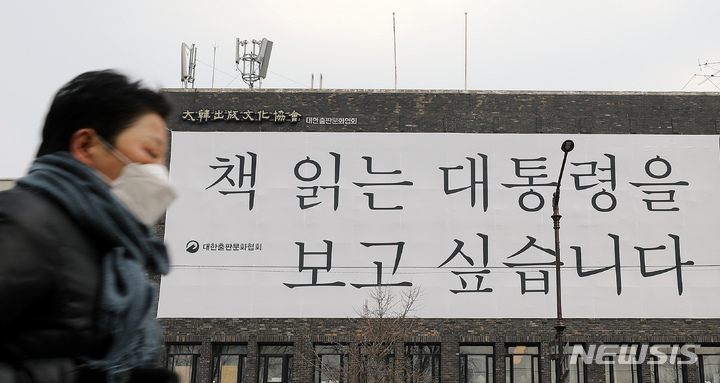 大韓出版文化協會 대한출판문화협회
책 읽는 대통령을
보고 싶습니다
대한출판문화협회
NEWSIS